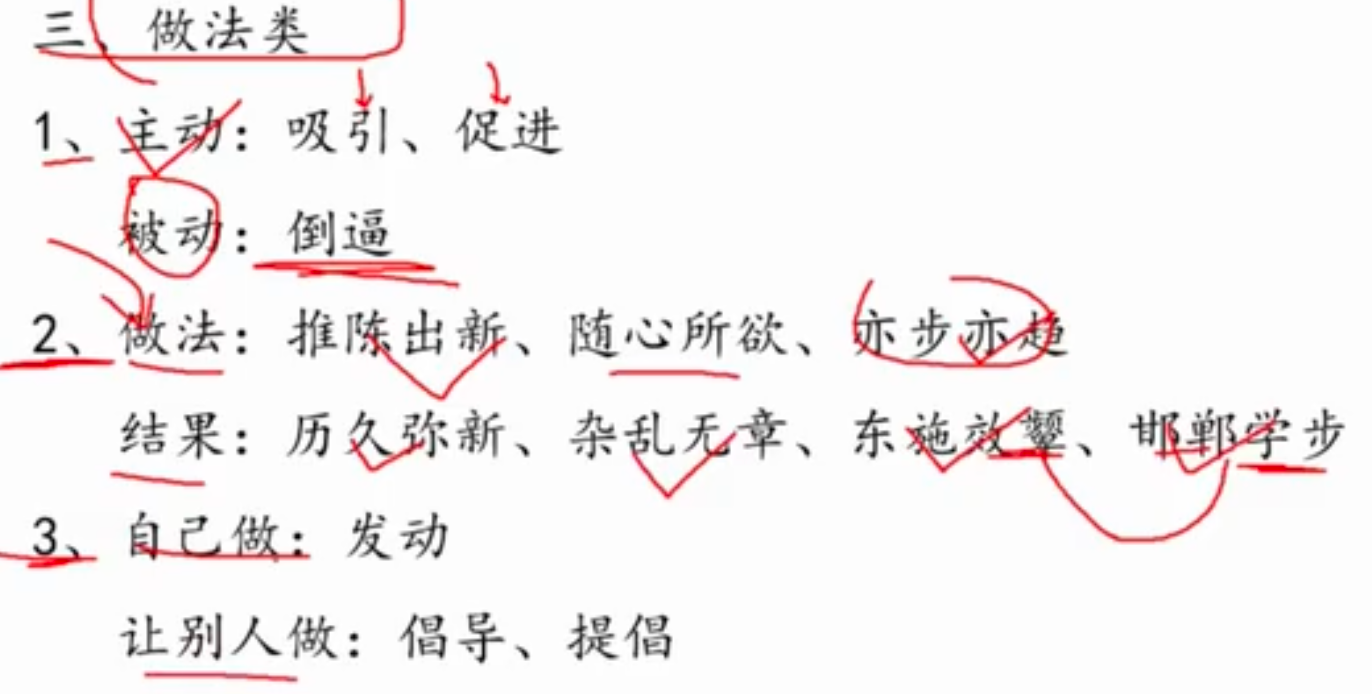 三、做法类
1、主动：吸引、促进
被动：倒逼
2、做法：推陈出新、随心所欲、亦步亦趋
结果：历久弥新、杂乱无章、东施效颦、邯郸学步
3、自己做：发动
让别人做：倡导、提倡